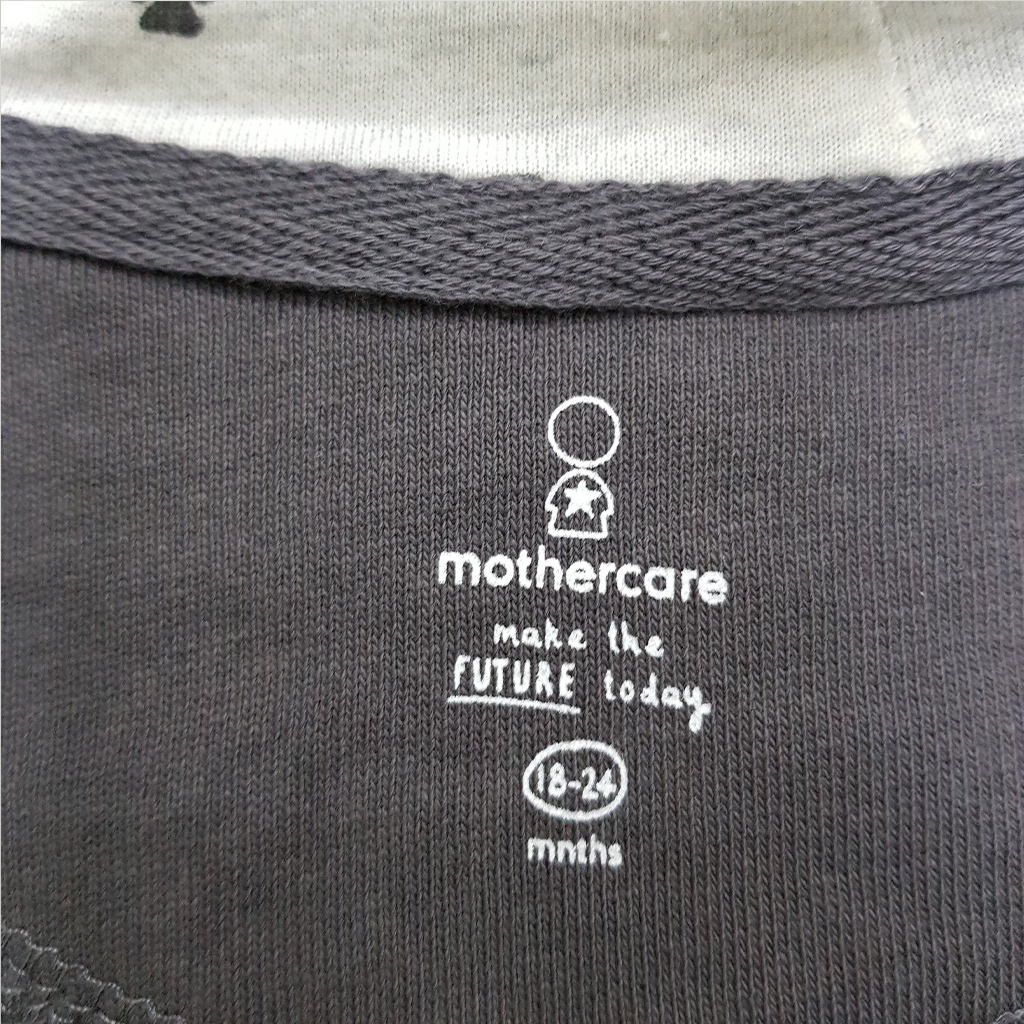 mothercare
make the
FUTURE today
18-24
mnths